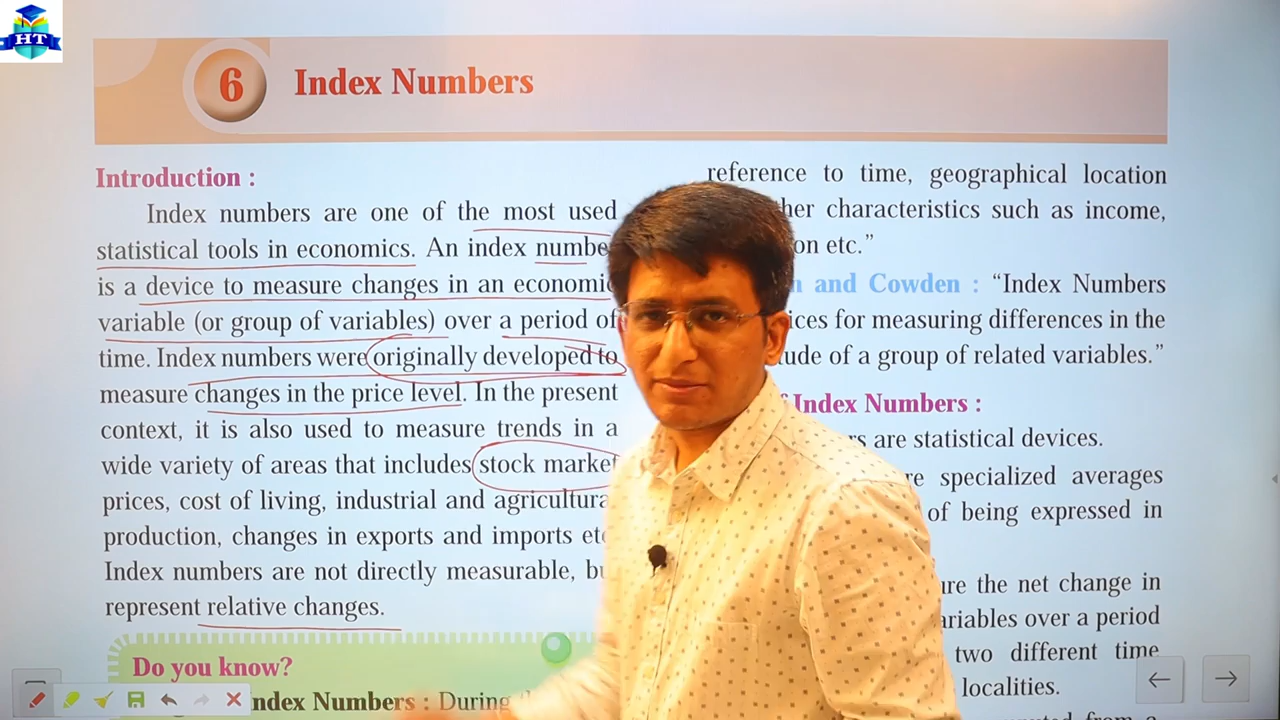 HT
6
Index Numbers
Introduction :
Index numbers are one of the most used
statistical tools in economics. An index numbe
is a device to measure changes in an economic
variable (or group of variables) over a period of
time. Index numbers were originally developed to
measure changes in the price level. In the present
context, it is also used to measure trends in a
wide variety of areas that includes stock market
prices, cost of living, industrial and agricultura
production, changes in exports and imports etc
Index numbers are not directly measurable, bu
represent relative changes.
Do you know?
ndex Numbers : During
reference to time, geographical location
her characteristics such as income,
on etc.”
and Cowden : “Index Numbers
ices for measuring differences in the
ude of a group of related variables.”
Index Numbers :
rs are statistical devices.
re specialized averages
of being expressed in
ure the net change in
ariables over a period
two different time
localities.